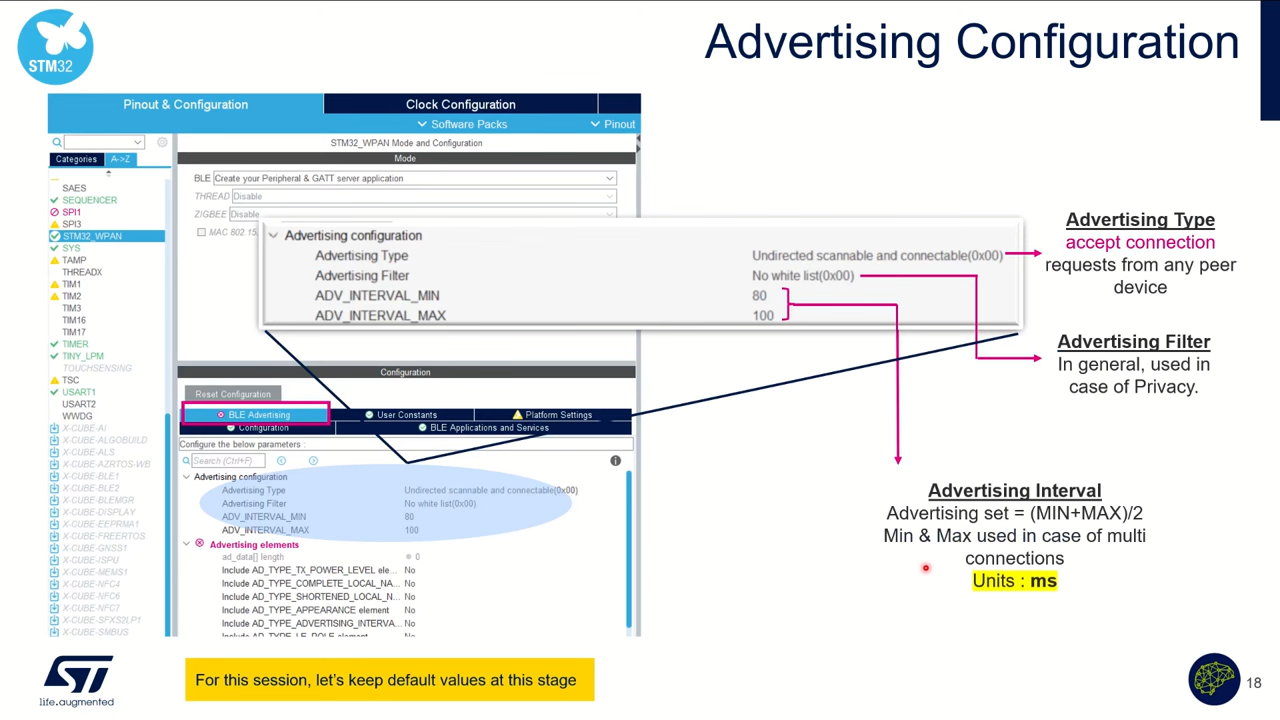 Advertising Configuration
STM32
Pinout & Configuration
Clock Configuration
Software Packs
Pinout
STM32_WPAN Mode and Configuration
Categories
A->Z
Mode
SAES
SEQUENCER
SPI1
SPI3
STM32_WPAN
SYS
TAMP
THREADX
TIM1
TIM2
TIM3
TIM16
TIM17
TIMER
TINY_LPM
TOUCHSENSING
TSC
USART1
USART2
WWDG
X-CUBE-AI
X-CUBE-ALGOBUILD
X-CUBE-ALS
X-CUBE-AZRTOS-WB
X-CUBE-BLE1
X-CUBE-BLE2
X-CUBE-BLEMGR
X-CUBE-DISPLAY
X-CUBE-EEPRMA1
X-CUBE-FREERTOS
X-CUBE-GNSS1
X-CUBE-ISPU
X-CUBE-MEMS1
X-CUBE-NFC4
X-CUBE-NFC6
X-CUBE-NFC7
X-CUBE-SFXS2LP1
X-CUBE-SMBUS
BLE Create your Peripheral & GATT server application
THREAD Disable
ZIGBEE Disable
MAC 802.15
Advertising configuration
Advertising Type Undirected scannable and connectable(0x00)
Advertising Filter No white list(0x00)
ADV_INTERVAL_MIN 80
ADV_INTERVAL_MAX 100
Configuration
Reset Configuration
BLE Advertising
User Constants
Platform Settings
Configuration
BLE Applications and Services
Configure the below parameters :
Search (Ctrl+F)
Advertising configuration
Advertising Type Undirected scannable and connectable(0x00)
Advertising Filter No white list(0x00)
ADV_INTERVAL_MIN 80
ADV_INTERVAL_MAX 100
Advertising elements
ad_data[] length 0
Include AD_TYPE_TX_POWER_LEVEL ele... No
Include AD_TYPE_COMPLETE_LOCAL_NA... No
Include AD_TYPE_SHORTENED_LOCAL_N... No
Include AD_TYPE_APPEARANCE element No
Include AD_TYPE_ADVERTISING_INTERVA... No
Include AD_TYPE_LE_ROLE element No
Advertising Type
accept connection
requests from any peer
device
Advertising Filter
In general, used in
case of Privacy.
Advertising Interval
Advertising set = (MIN+MAX)/2
Min & Max used in case of multi
connections
Units : ms
ST
life.augmented
For this session, let's keep default values at this stage
18